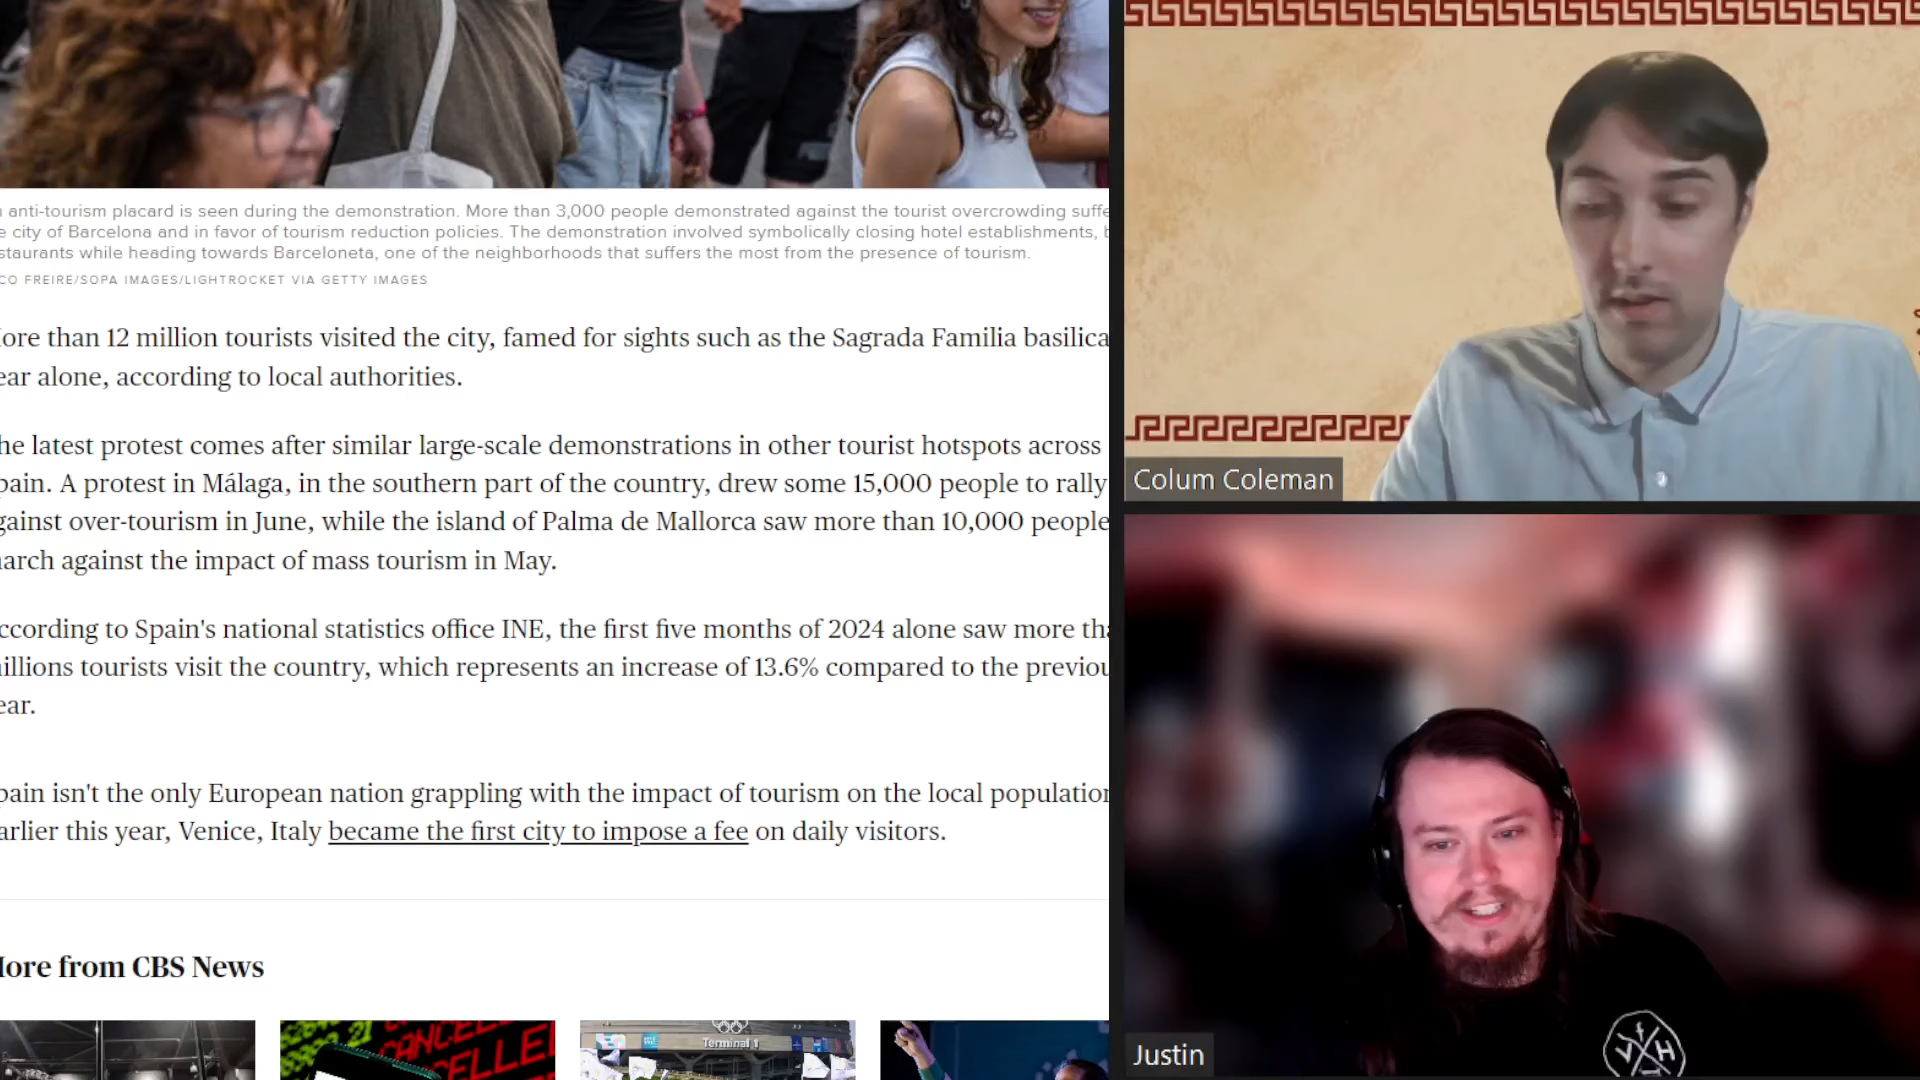 anti-tourism placard is seen during the demonstration. More than 3,000 people demonstrated against the tourist overcrowding suffe
e city of Barcelona and in favor of tourism reduction policies. The demonstration involved symbolically closing hotel establishments, b
staurants while heading towards Barceloneta, one of the neighborhoods that suffers the most from the presence of tourism.
CO FREIRE/SOPA IMAGES/LIGHTROCKET VIA GETTY IMAGES
ore than 12 million tourists visited the city, famed for sights such as the Sagrada Familia basilica
ear alone, according to local authorities.
he latest protest comes after similar large-scale demonstrations in other tourist hotspots across
pain. A protest in Málaga, in the southern part of the country, drew some 15,000 people to rally
gainst over-tourism in June, while the island of Palma de Mallorca saw more than 10,000 people
arch against the impact of mass tourism in May.
ccording to Spain's national statistics office INE, the first five months of 2024 alone saw more tha
illions tourists visit the country, which represents an increase of 13.6% compared to the previou
ear.
pain isn't the only European nation grappling with the impact of tourism on the local population
arlier this year, Venice, Italy became the first city to impose a fee on daily visitors.
ore from CBS News
CANCELLE
ELLED
Terminal 1
Colum Coleman
Justin
V H